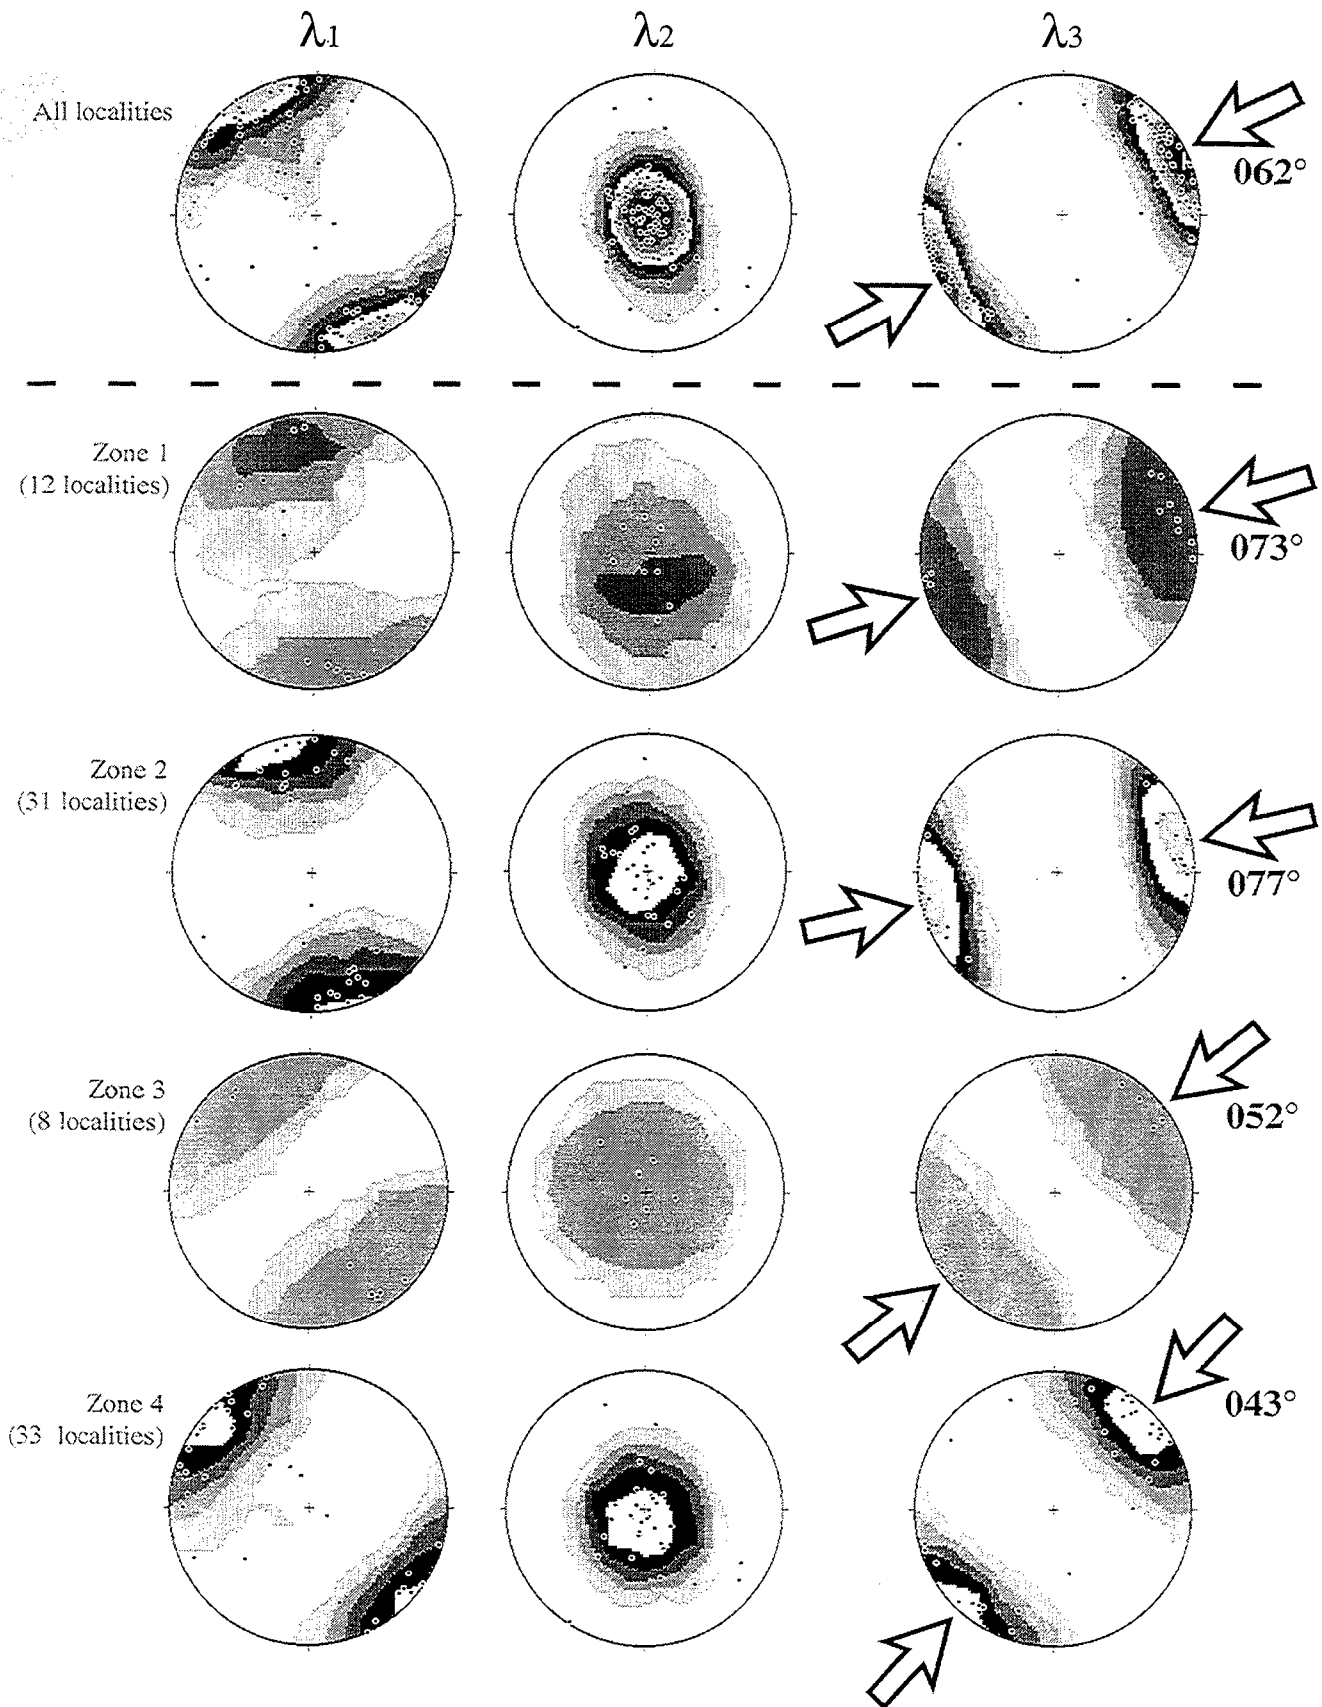 λ1 λ2 λ3
All localities
062°
Zone 1
(12 localities)
073°
Zone 2
(31 localities)
077°
Zone 3
(8 localities)
052°
Zone 4
(33 localities)
043°